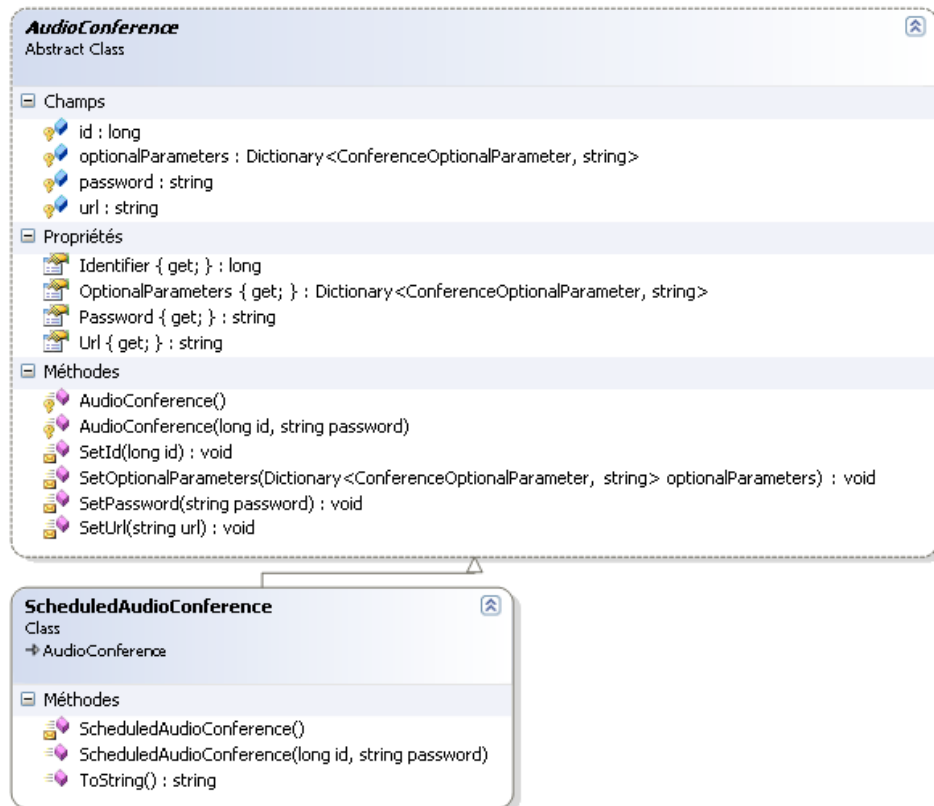 AudioConference
Abstract Class
Champs
id : long
optionalParameters : Dictionary<ConferenceOptionalParameter, string>
password : string
url : string
Propriétés
Identifier { get; } : long
OptionalParameters { get; } : Dictionary<ConferenceOptionalParameter, string>
Password { get; } : string
Url { get; } : string
Méthodes
AudioConference()
AudioConference(long id, string password)
SetId(long id) : void
SetOptionalParameters(Dictionary<ConferenceOptionalParameter, string> optionalParameters) : void
SetPassword(string password) : void
SetUrl(string url) : void
ScheduledAudioConference
Class
AudioConference
Méthodes
ScheduledAudioConference()
ScheduledAudioConference(long id, string password)
ToString() : string